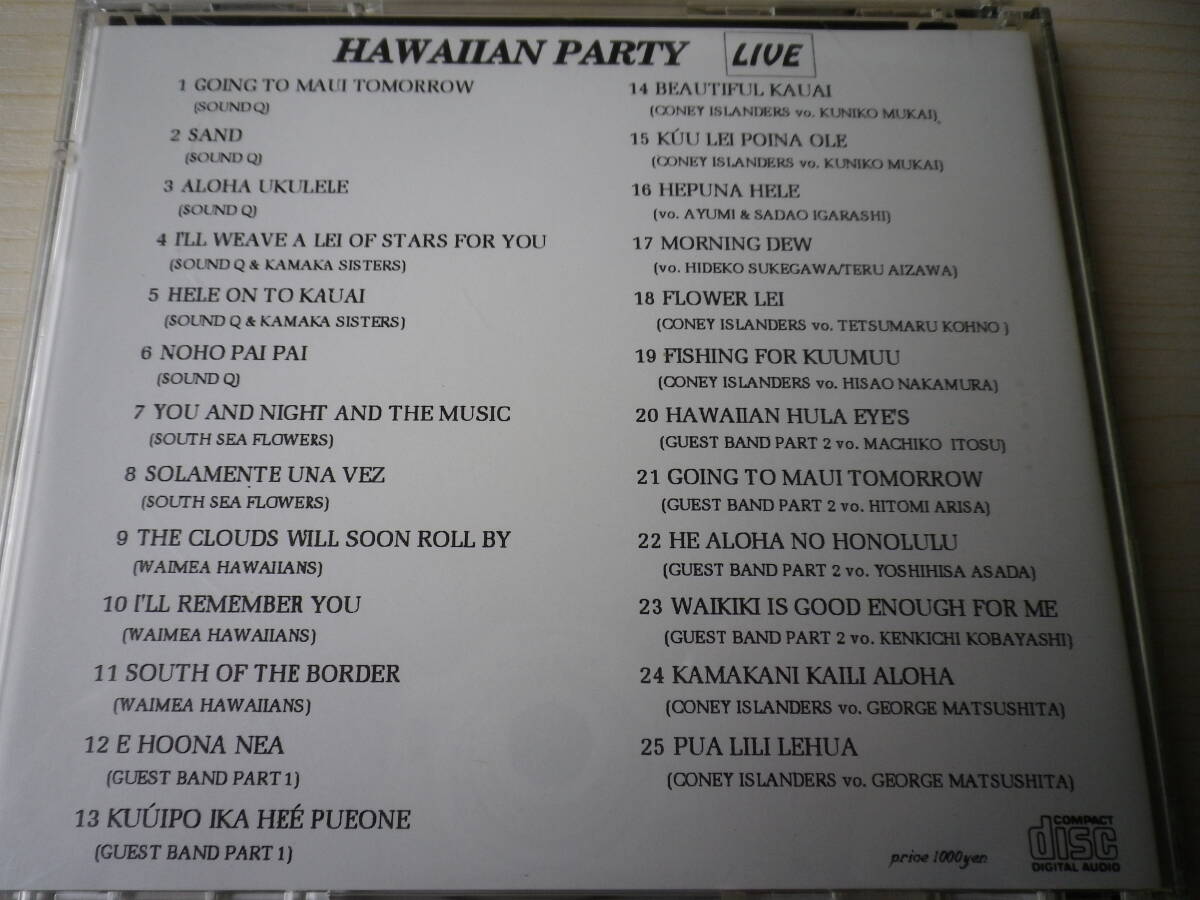 HAWAIIAN PARTY LIVE
1 GOING TO MAUI TOMORROW
(SOUND Q)
2 SAND
(SOUND Q)
3 ALOHA UKULELE
(SOUND Q)
4 I'LL WEAVE A LEI OF STARS FOR YOU
(SOUND Q & KAMAKA SISTERS)
5 HELE ON TO KAUAI
(SOUND Q & KAMAKA SISTERS)
6 NOHO PAI PAI
(SOUND Q)
7 YOU AND NIGHT AND THE MUSIC
(SOUTH SEA FLOWERS)
8 SOLAMENTE UNA VEZ
(SOUTH SEA FLOWERS)
9 THE CLOUDS WILL SOON ROLL BY
(WAIMEA HAWAIIANS)
10 I'LL REMEMBER YOU
(WAIMEA HAWAIIANS)
11 SOUTH OF THE BORDER
(WAIMEA HAWAIIANS)
12 E HOONA NEA
(GUEST BAND PART 1)
13 KUÚIPO IKA HEÉ PUEONE
(GUEST BAND PART 1)
14 BEAUTIFUL KAUAI
(CONEY ISLANDERS vo. KUNIKO MUKAI)
15 KÚU LEI POINA OLE
(CONEY ISLANDERS vo. KUNIKO MUKAI)
16 HEPUNA HELE
(vo. AYUMI & SADAO IGARASHI)
17 MORNING DEW
(vo. HIDEKO SUKEGAWA/TERU AIZAWA)
18 FLOWER LEI
(CONEY ISLANDERS vo. TETSUMARU KOHNO )
19 FISHING FOR KUUMUU
(CONEY ISLANDERS vo. HISAO NAKAMURA)
20 HAWAIIAN HULA EYE'S
(GUEST BAND PART 2 vo. MACHIKO ITOSU)
21 GOING TO MAUI TOMORROW
(GUEST BAND PART 2 vo. HITOMI ARISA)
22 HE ALOHA NO HONOLULU
(GUEST BAND PART 2 vo. YOSHIHISA ASADA)
23 WAIKIKI IS GOOD ENOUGH FOR ME
(GUEST BAND PART 2 vo. KENKICHI KOBAYASHI)
24 KAMAKANI KAILI ALOHA
(CONEY ISLANDERS vo. GEORGE MATSUSHITA)
25 PUA LILI LEHUA
(CONEY ISLANDERS vo. GEORGE MATSUSHITA)
price 1000yen
COMPACT
disc
DIGITAL AUDIO